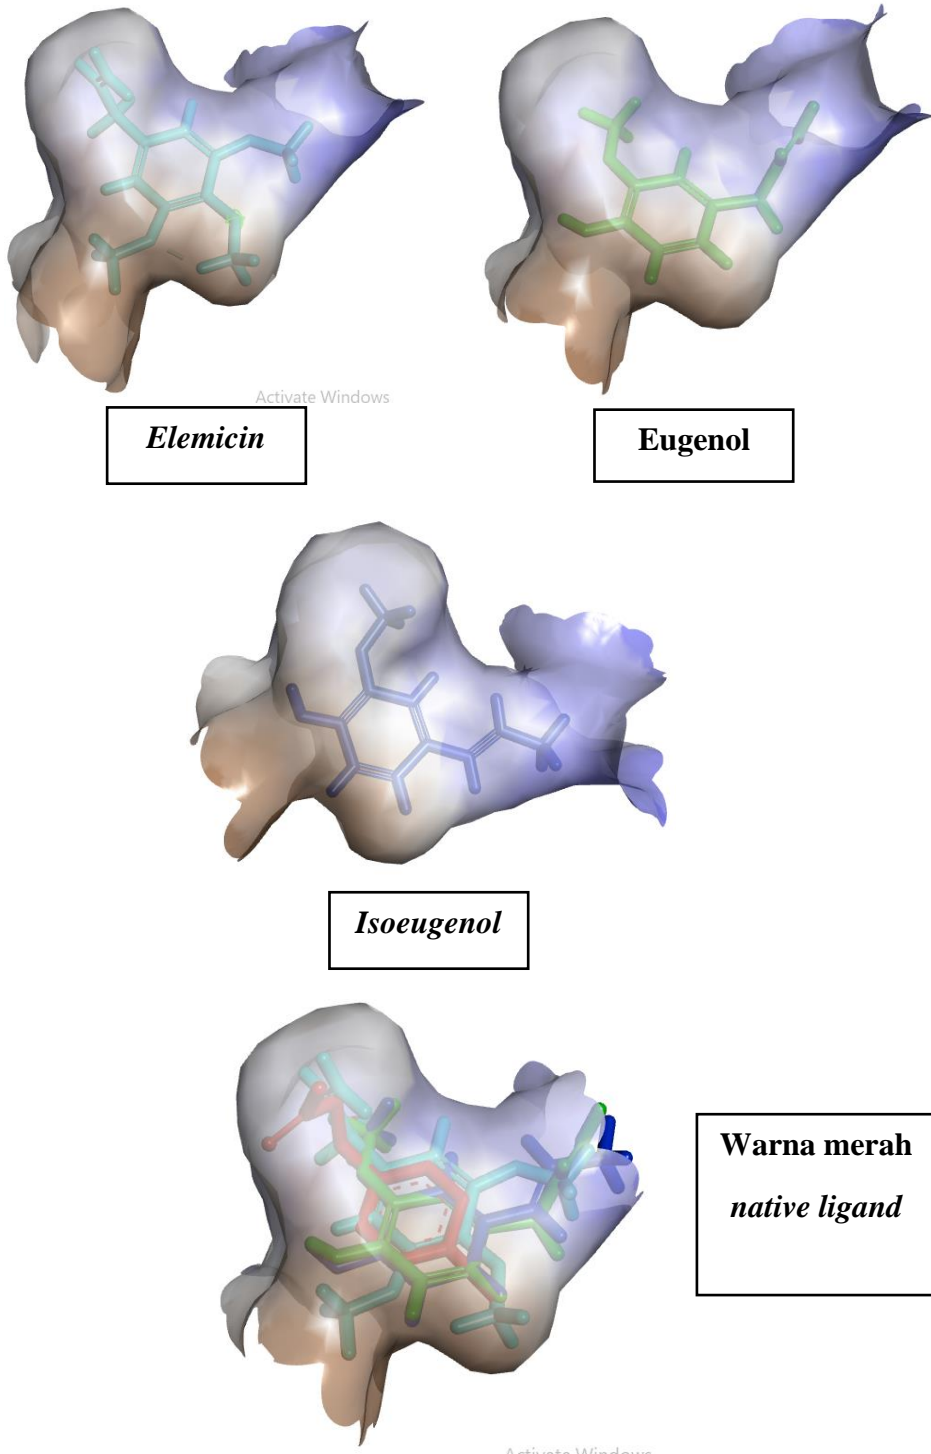 Activate Windows
Elemicin
Eugenol
Isoeugenol
Warna merah
native ligand
Activate Windows